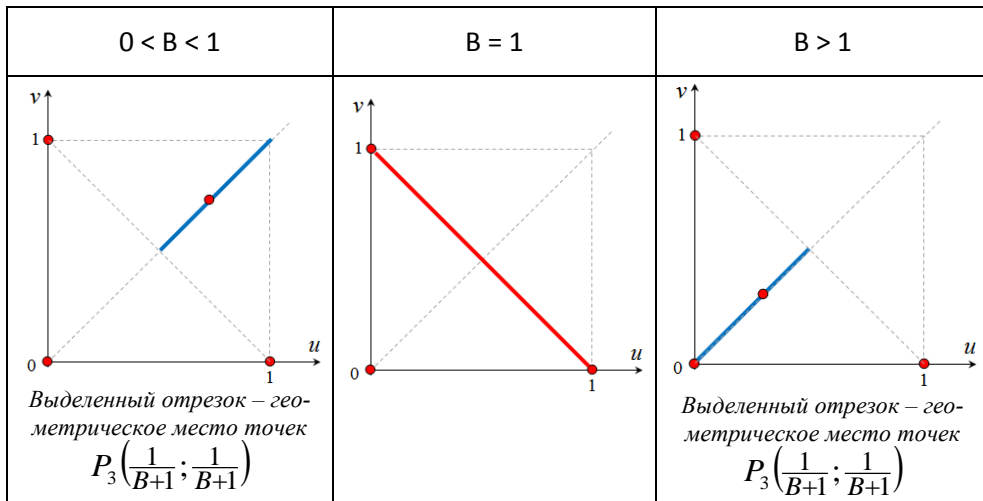 0 < B < 1
B = 1
B > 1
v
1
0
1
u
Выделенный отрезок – гео-
метрическое место точек
P₃(1/(B+1); 1/(B+1))
v
1
0
1
u
v
1
0
1
u
Выделенный отрезок – гео-
метрическое место точек
P₃(1/(B+1); 1/(B+1))